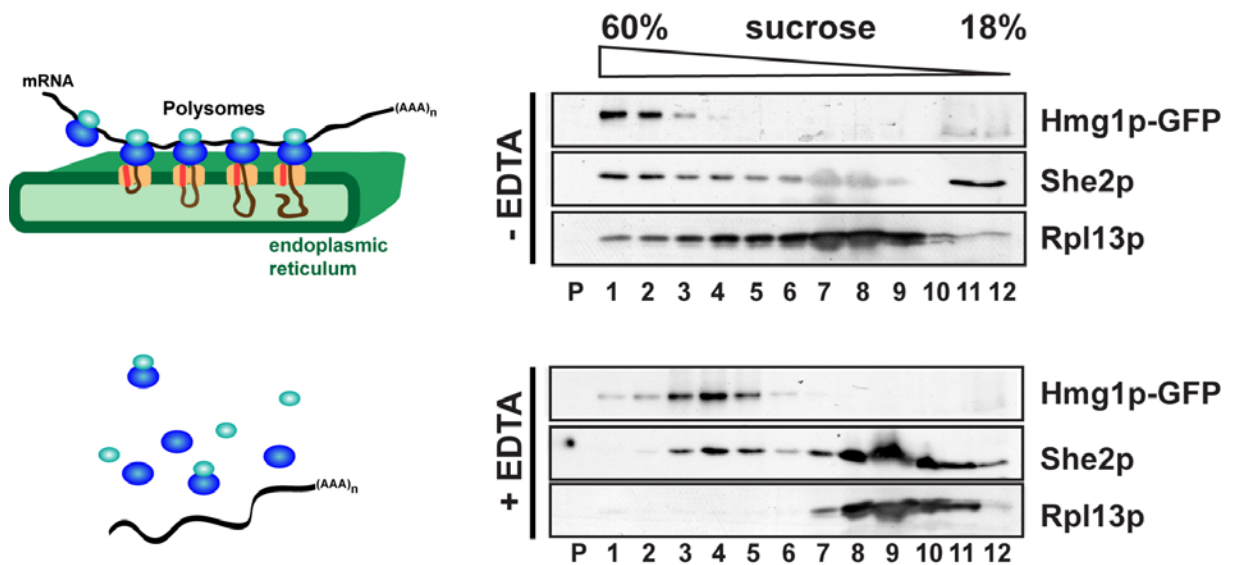 60% sucrose 18%
mRNA
Polysomes
(AAA)n
endoplasmic
reticulum
- EDTA
Hmg1p-GFP
She2p
Rpl13p
P 1 2 3 4 5 6 7 8 9 10 11 12
(AAA)n
+ EDTA
Hmg1p-GFP
She2p
Rpl13p
P 1 2 3 4 5 6 7 8 9 10 11 12